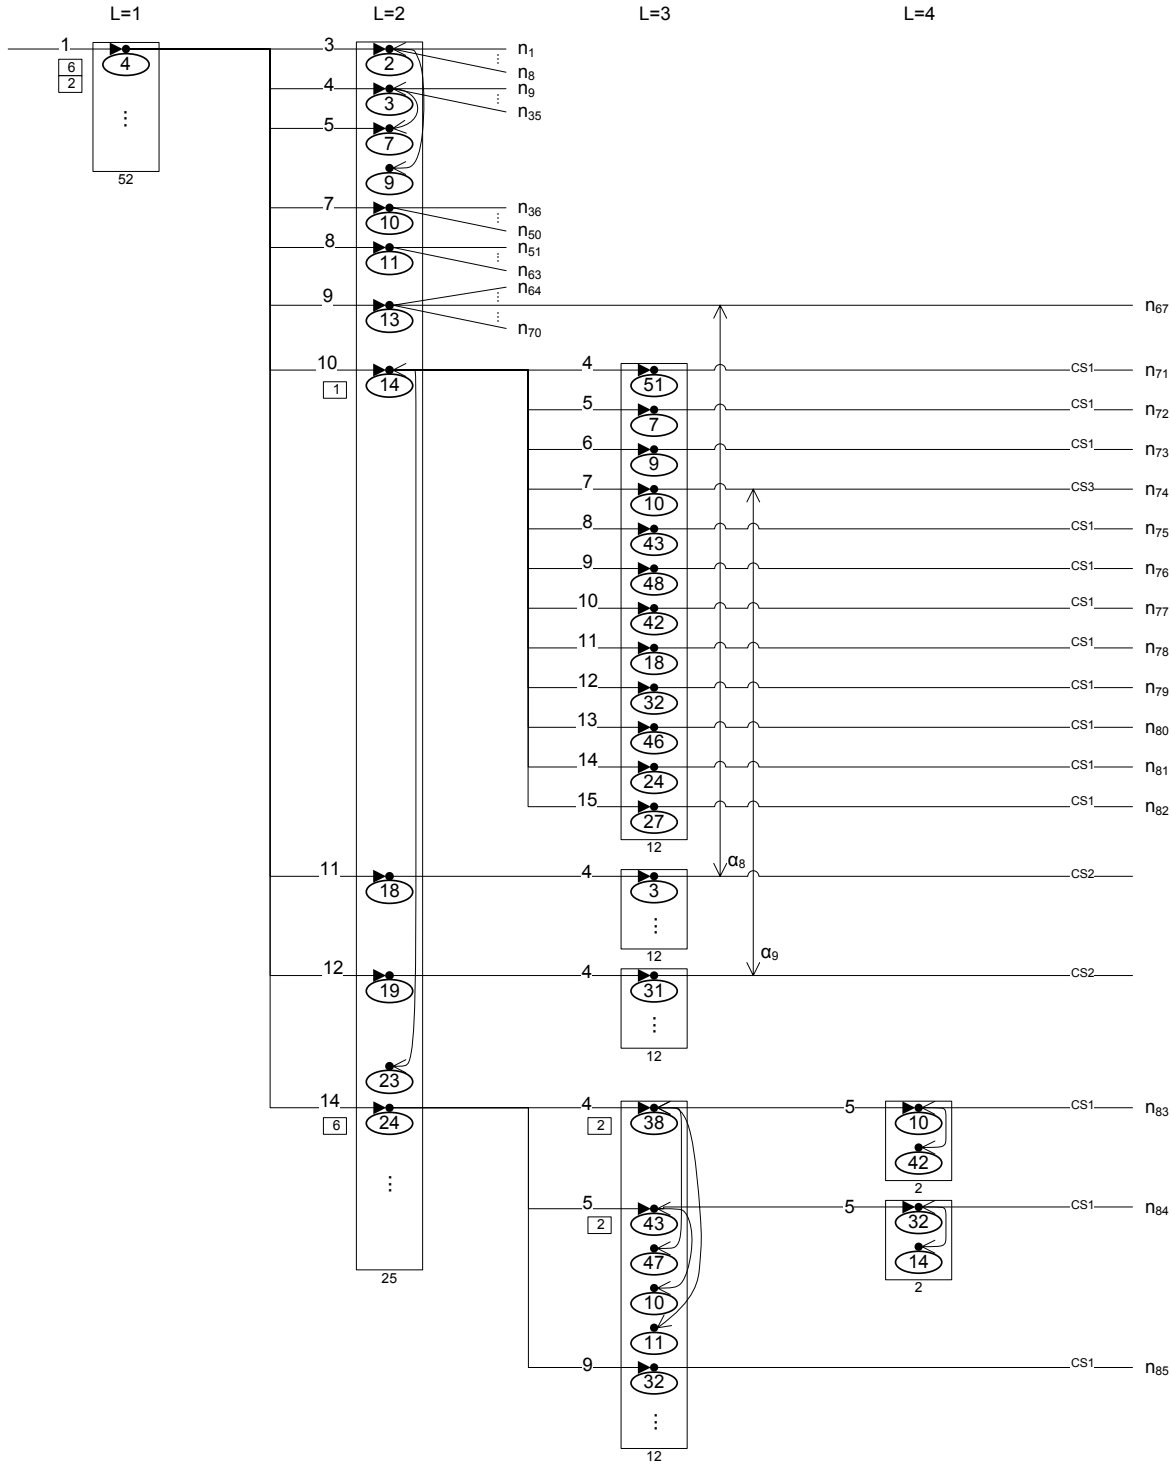 L=1 L=2 L=3 L=4
1 4 3 2 n1
6
2
n8
4 3 n9
n35
⋮
5 7
52
9
7 10 n36
n50
8 11 n51
n63
n64
9 13 n67
n70
10 14 4 51 CS1 n71
1
5 7 CS1 n72
6 9 CS1 n73
7 10 CS3 n74
8 43 CS1 n75
9 48 CS1 n76
10 42 CS1 n77
11 18 CS1 n78
12 32 CS1 n79
13 46 CS1 n80
14 24 CS1 n81
15 27 CS1 n82
12
α8
11 18 4 3 CS2
⋮
12
α9
12 19 4 31 CS2
⋮
12
23
14 24 4 38 5 10 CS1 n83
6 2
42
⋮
2
5 43 5 32 CS1 n84
2
47 14
25 2
10
11
9 32 CS1 n85
⋮
12